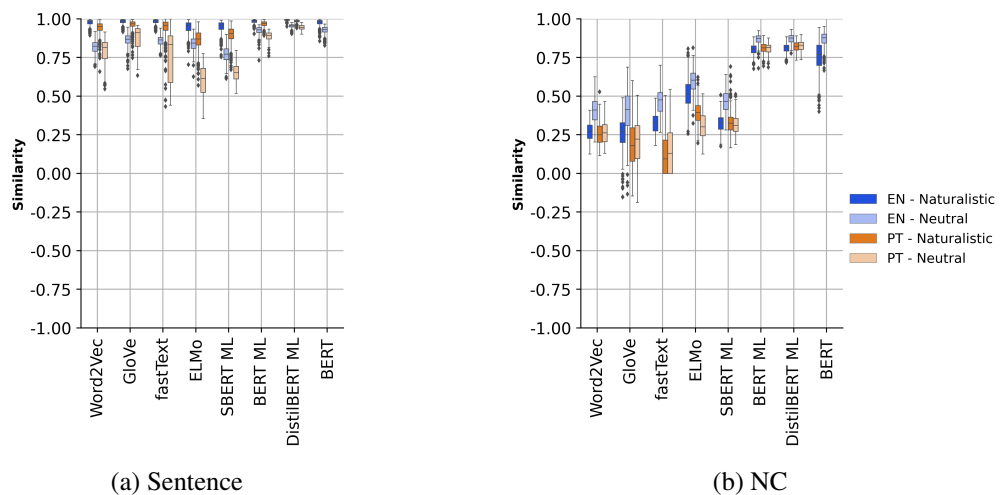 1.00
0.75
0.50
0.25
0.00
-0.25
-0.50
-0.75
-1.00
Similarity
Word2Vec
GloVe
fastText
ELMo
SBERT ML
BERT ML
DistilBERT ML
BERT
(a) Sentence
1.00
0.75
0.50
0.25
0.00
-0.25
-0.50
-0.75
-1.00
Similarity
Word2Vec
GloVe
fastText
ELMo
SBERT ML
BERT ML
DistilBERT ML
BERT
(b) NC
EN - Naturalistic
EN - Neutral
PT - Naturalistic
PT - Neutral